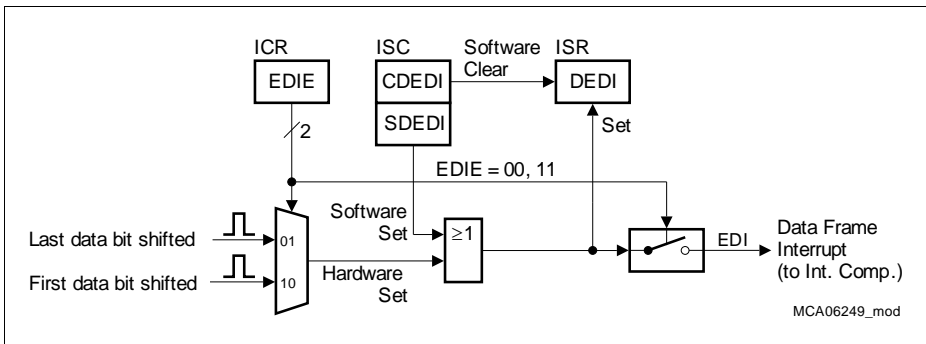 ICR
ISC
Software
Clear
ISR
EDIE
CDEDI
DEDI
SDEDI
2
Set
EDIE = 00, 11
Software
Set
≥1
Last data bit shifted
01
EDI
Data Frame
Interrupt
(to Int. Comp.)
First data bit shifted
10
Hardware
Set
MCA06249_mod